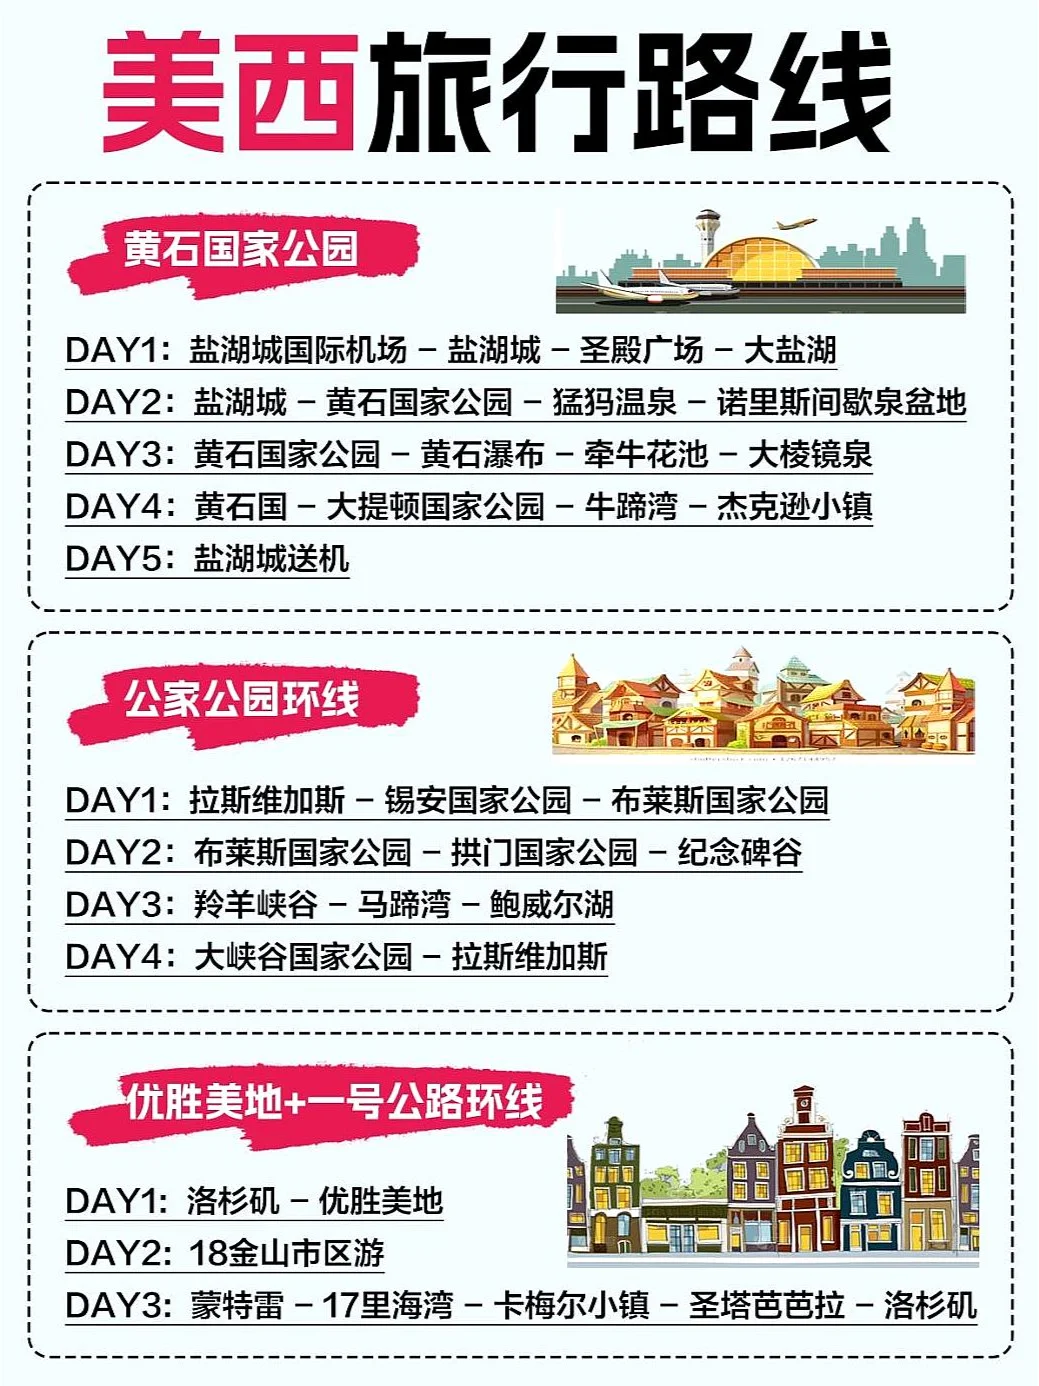 美西旅行路线
黄石国家公园
DAY1：盐湖城国际机场 – 盐湖城 – 圣殿广场 – 大盐湖
DAY2：盐湖城 – 黄石国家公园 – 猛犸温泉 – 诺里斯间歇泉盆地
DAY3：黄石国家公园 – 黄石瀑布 – 牵牛花池 – 大棱镜泉
DAY4：黄石国 – 大提顿国家公园 – 牛蹄湾 – 杰克逊小镇
DAY5：盐湖城送机
公家公园环线
DAY1：拉斯维加斯 – 锡安国家公园 – 布莱斯国家公园
DAY2：布莱斯国家公园 – 拱门国家公园 – 纪念碑谷
DAY3：羚羊峡谷 – 马蹄湾 – 鲍威尔湖
DAY4：大峡谷国家公园 – 拉斯维加斯
优胜美地+一号公路环线
DAY1：洛杉矶 – 优胜美地
DAY2：18金山市区游
DAY3：蒙特雷 – 17里海湾 – 卡梅尔小镇 – 圣塔芭芭拉 – 洛杉矶